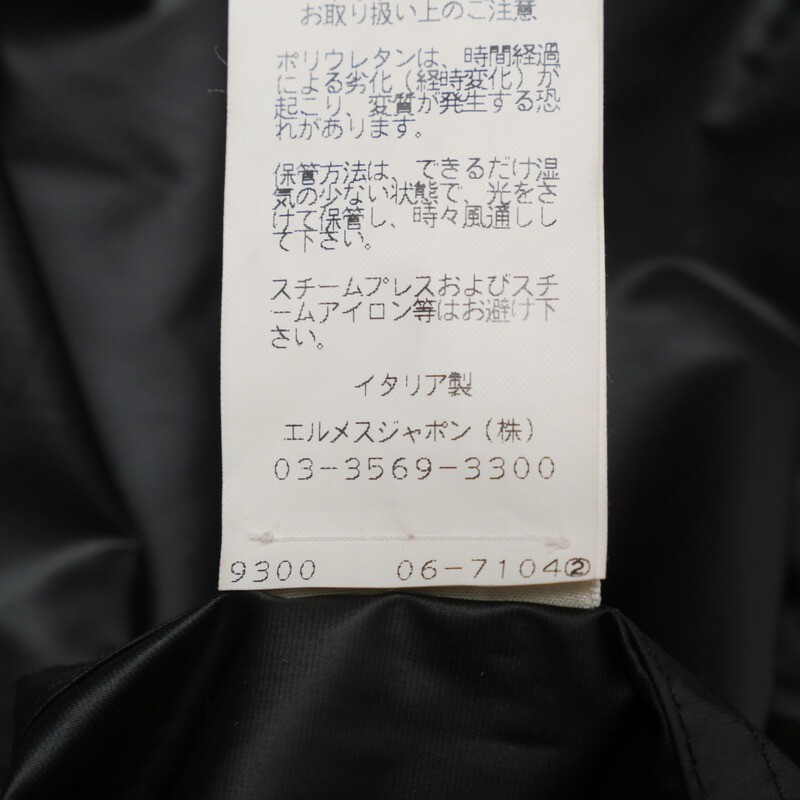 お取り扱い上のご注意
ポリウレタンは、時間経過
による劣化（経時変化）が
起こり、変質が発生する恐
れがあります。
保管方法は、できるだけ湿
気の少ない状態で、光をさ
けて保管し、時々風通しし
て下さい。
スチームプレスおよびスチ
ームアイロン等はお避け下
さい。
イタリア製
エルメスジャポン（株）
03-3569-3300
9300 06-7104②